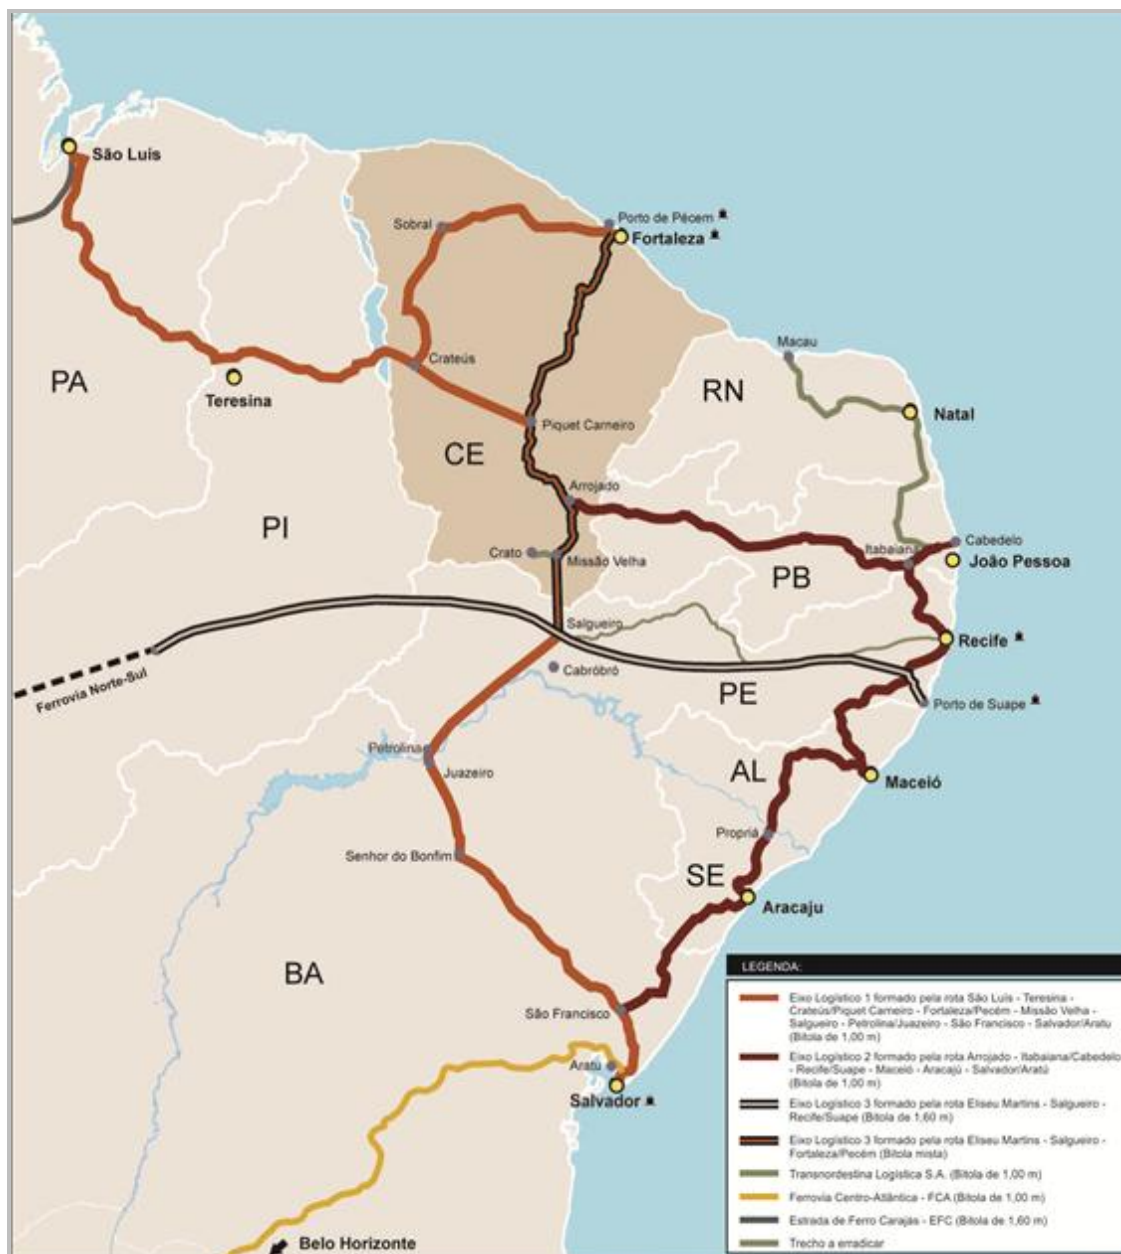 São Luís
Sobral
Porto de Pécem
Fortaleza
Crateús
Macau
PA
Teresina
RN
Natal
Piquet Carneiro
CE
Arrojado
PI
Crato
Missão Velha
Itabaiana
Cabedelo
João Pessoa
PB
Salgueiro
Recife
Cabróbró
Ferrovia Norte-Sul
PE
Porto de Suape
Petrolina
Juazeiro
AL
Maceió
Propriá
Senhor do Bonfim
SE
Aracaju
BA
São Francisco
Aratú
Salvador
Belo Horizonte
LEGENDA:
Eixo Logístico 1 formado pela rota São Luís - Teresina -
Crateús/Piquet Carneiro - Fortaleza/Pecém - Missão Velha -
Salgueiro - Petrolina/Juazeiro - São Francisco - Salvador/Aratu
(Bitola de 1,00 m)
Eixo Logístico 2 formado pela rota Arrojado - Itabaiana/Cabedelo
- Recife/Suape - Maceió - Aracajú - Salvador/Aratú
(Bitola de 1,00 m)
Eixo Logístico 3 formado pela rota Eliseu Martins - Salgueiro -
Recife/Suape (Bitola de 1,60 m)
Eixo Logístico 3 formado pela rota Eliseu Martins - Salgueiro -
Fortaleza/Pecém (Bitola mista)
Transnordestina Logística S.A. (Bitola de 1,00 m)
Ferrovia Centro-Atlântica - FCA (Bitola de 1,00 m)
Estrada de Ferro Carajás - EFC (Bitola de 1,60 m)
Trecho a erradicar